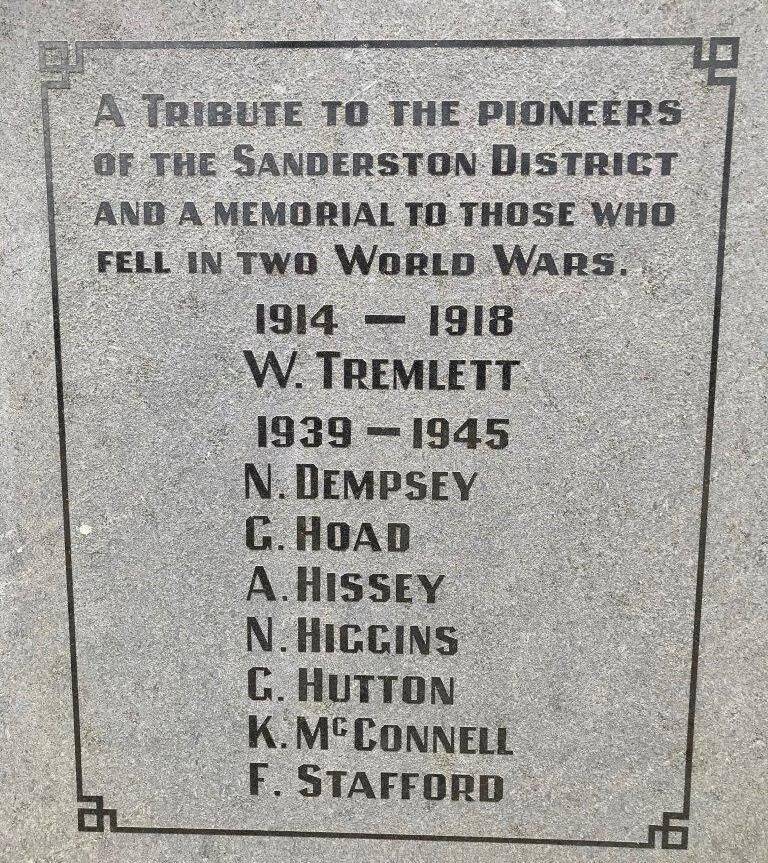 A TRIBUTE TO THE PIONEERS
OF THE SANDERSTON DISTRICT
AND A MEMORIAL TO THOSE WHO
FELL IN TWO WORLD WARS.
1914 — 1918
W. TREMLETT
1939 — 1945
N. DEMPSEY
G. HOAD
A. HISSEY
N. HIGGINS
G. HUTTON
K. McCONNELL
F. STAFFORD